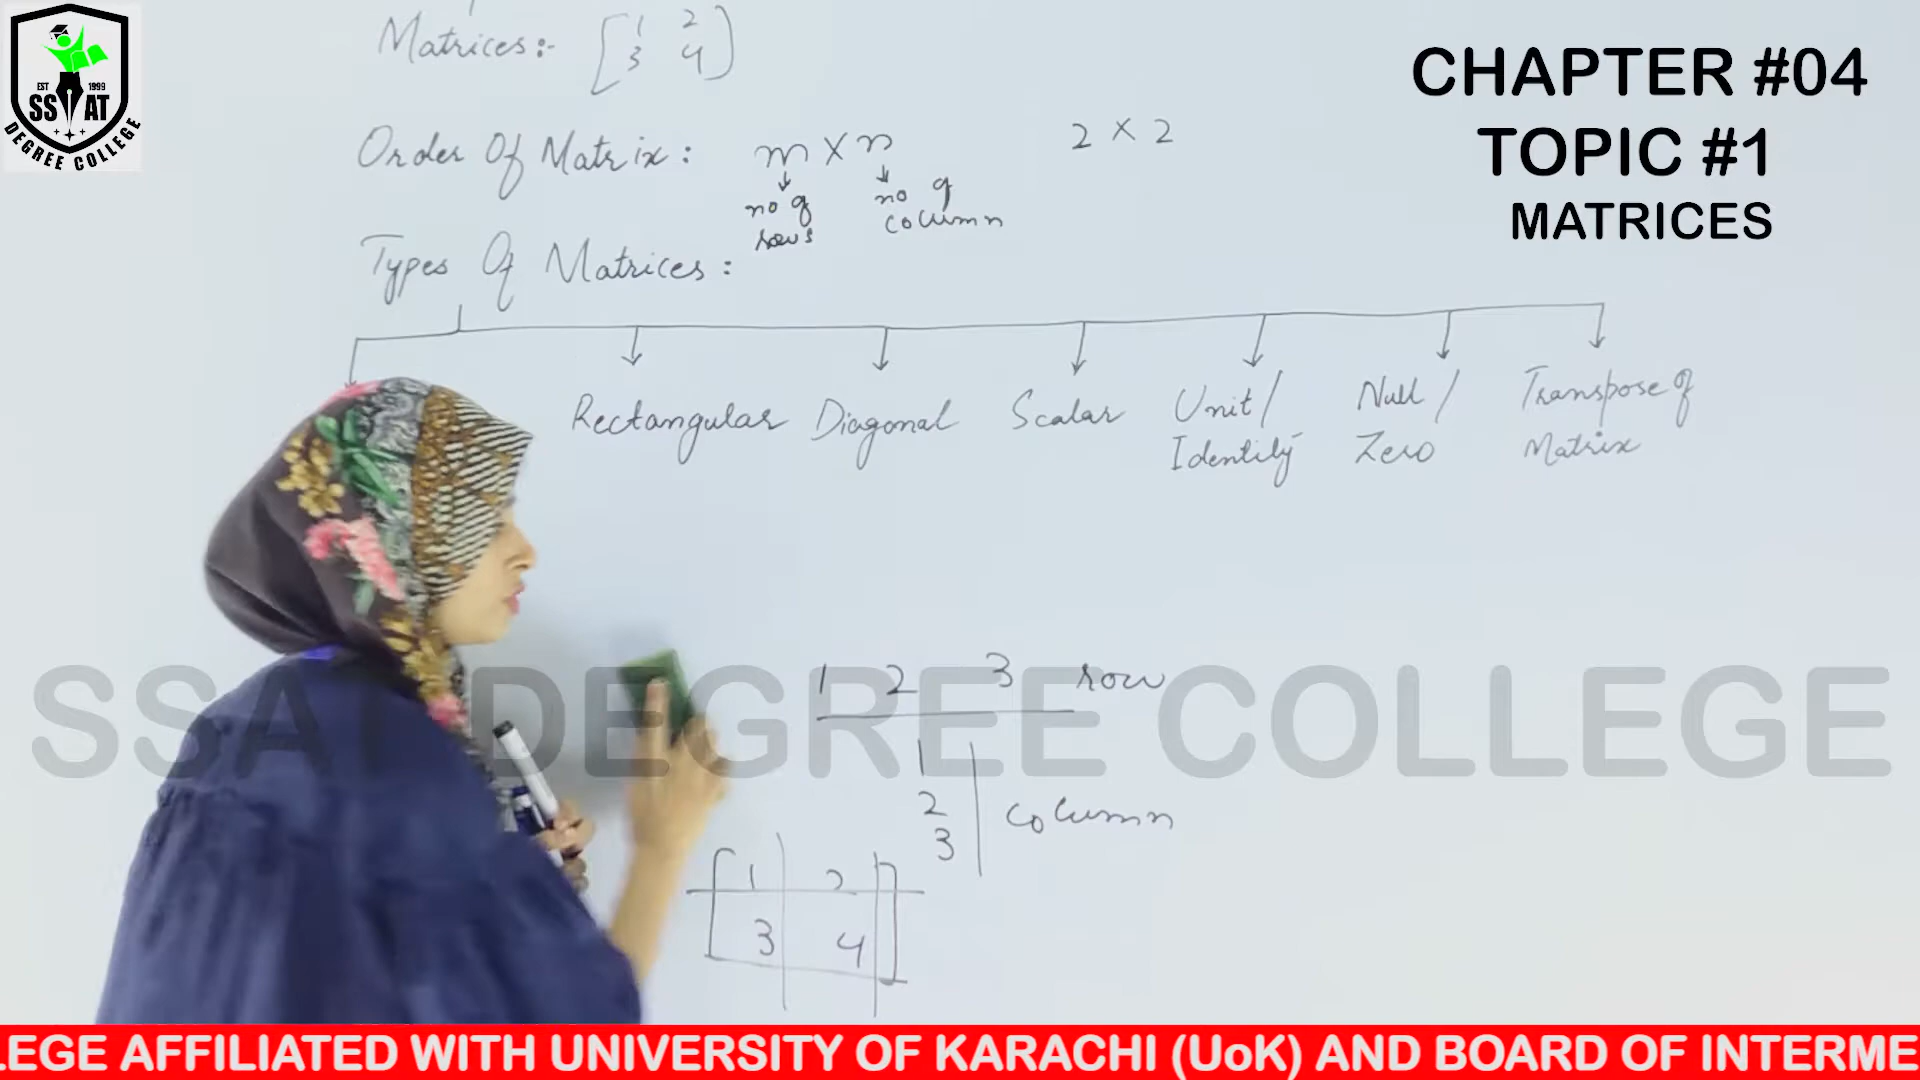 Matrices:- [1 2
3 4]
Order Of Matrix: m × n 2 × 2
no of rows no of column
Types Of Matrices:
Rectangular Diagonal Scalar Unit/ Identity Null/ Zero Transpose of Matrix
1 2 3 row
1
2
3
column
1 2
3 4
CHAPTER #04
TOPIC #1
MATRICES
EST 1999
SSAT
DEGREE COLLEGE
SSAT DEGREE COLLEGE
LEGE AFFILIATED WITH UNIVERSITY OF KARACHI (UoK) AND BOARD OF INTERME